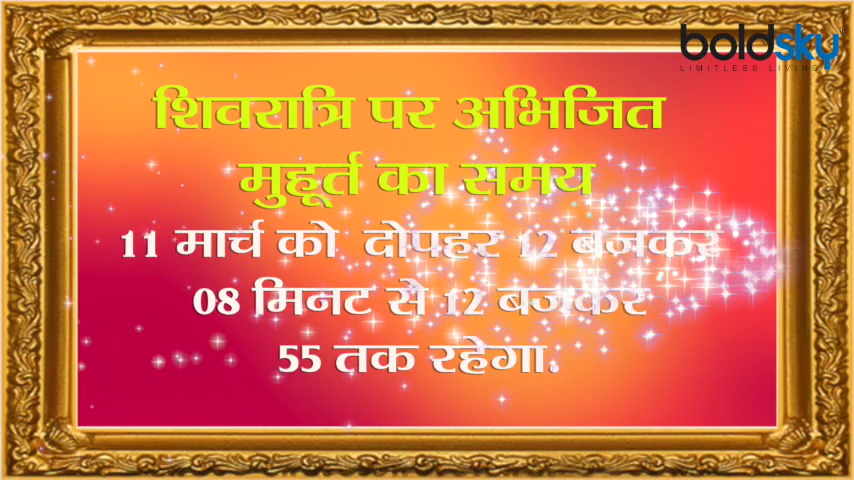 boldsky
LIMITLESS LIVING
शिवरात्रि पर अभिजित
मुहूर्त का समय
11 मार्च को दोपहर 12 बजकर
08 मिनट से 12 बजकर
55 तक रहेगा.